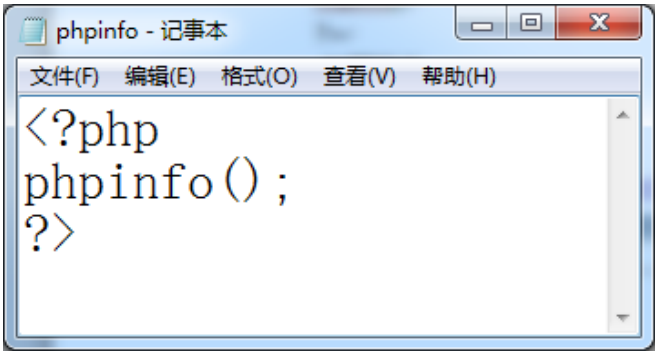 phpinfo - 记事本
文件(F) 编辑(E) 格式(O) 查看(V) 帮助(H)
<?php
phpinfo();
?>